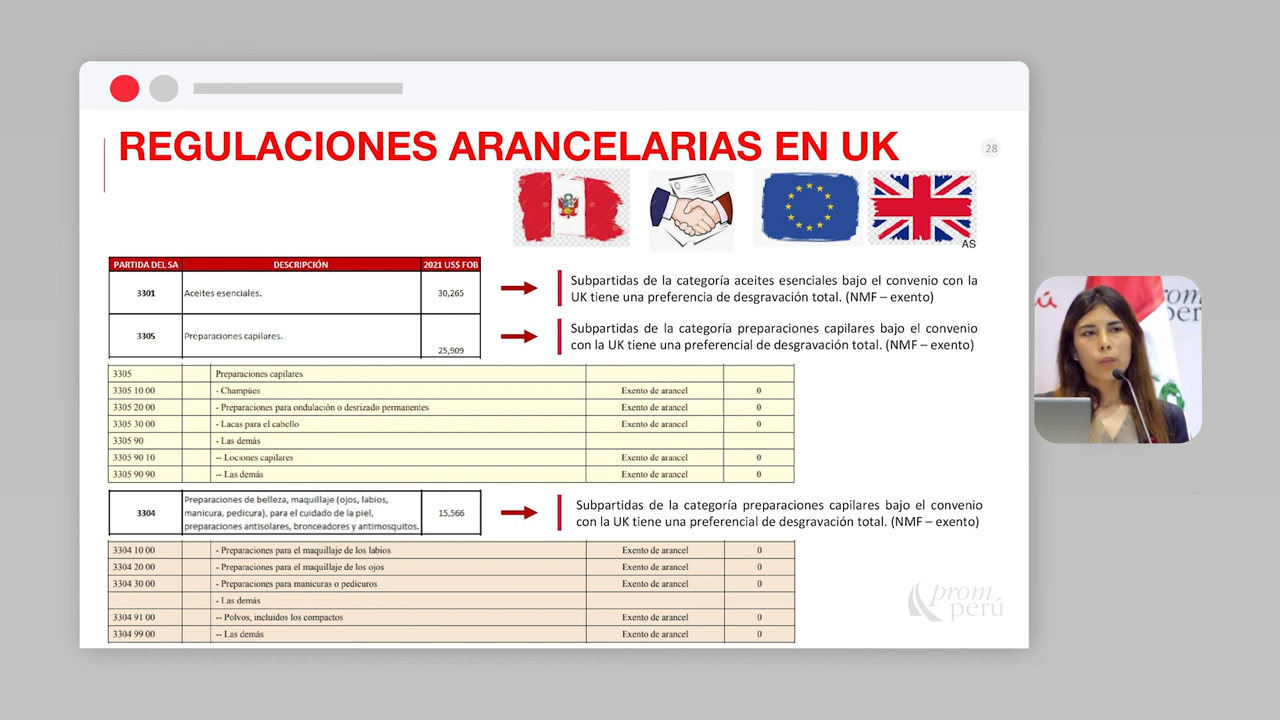 REGULACIONES ARANCELARIAS EN UK
28
AS
PARTIDA DEL SA DESCRIPCIÓN 2021 US$ FOB
3301 Aceites esenciales. 30,265
Subpartidas de la categoría aceites esenciales bajo el convenio con la
UK tiene una preferencia de desgravación total. (NMF – exento)
3305 Preparaciones capilares. 25,909
Subpartidas de la categoría preparaciones capilares bajo el convenio
con la UK tiene una preferencial de desgravación total. (NMF – exento)
3305 Preparaciones capilares
3305 10 00 - Champúes Exento de arancel 0
3305 20 00 - Preparaciones para ondulación o desrizado permanentes Exento de arancel 0
3305 30 00 - Lacas para el cabello Exento de arancel 0
3305 90 - Las demás
3305 90 10 -- Lociones capilares Exento de arancel 0
3305 90 90 -- Las demás Exento de arancel 0
3304
Preparaciones de belleza, maquillaje (ojos, labios,
manicura, pedicura), para el cuidado de la piel,
preparaciones antisolares, bronceadores y antimosquitos.
15,566
Subpartidas de la categoría preparaciones capilares bajo el convenio
con la UK tiene una preferencial de desgravación total. (NMF – exento)
3304 10 00 - Preparaciones para el maquillaje de los labios Exento de arancel 0
3304 20 00 - Preparaciones para el maquillaje de los ojos Exento de arancel 0
3304 30 00 - Preparaciones para manicuras o pedicuros Exento de arancel 0
- Las demás
3304 91 00 -- Polvos, incluidos los compactos Exento de arancel 0
3304 99 00 -- Las demás Exento de arancel 0
prom
perú